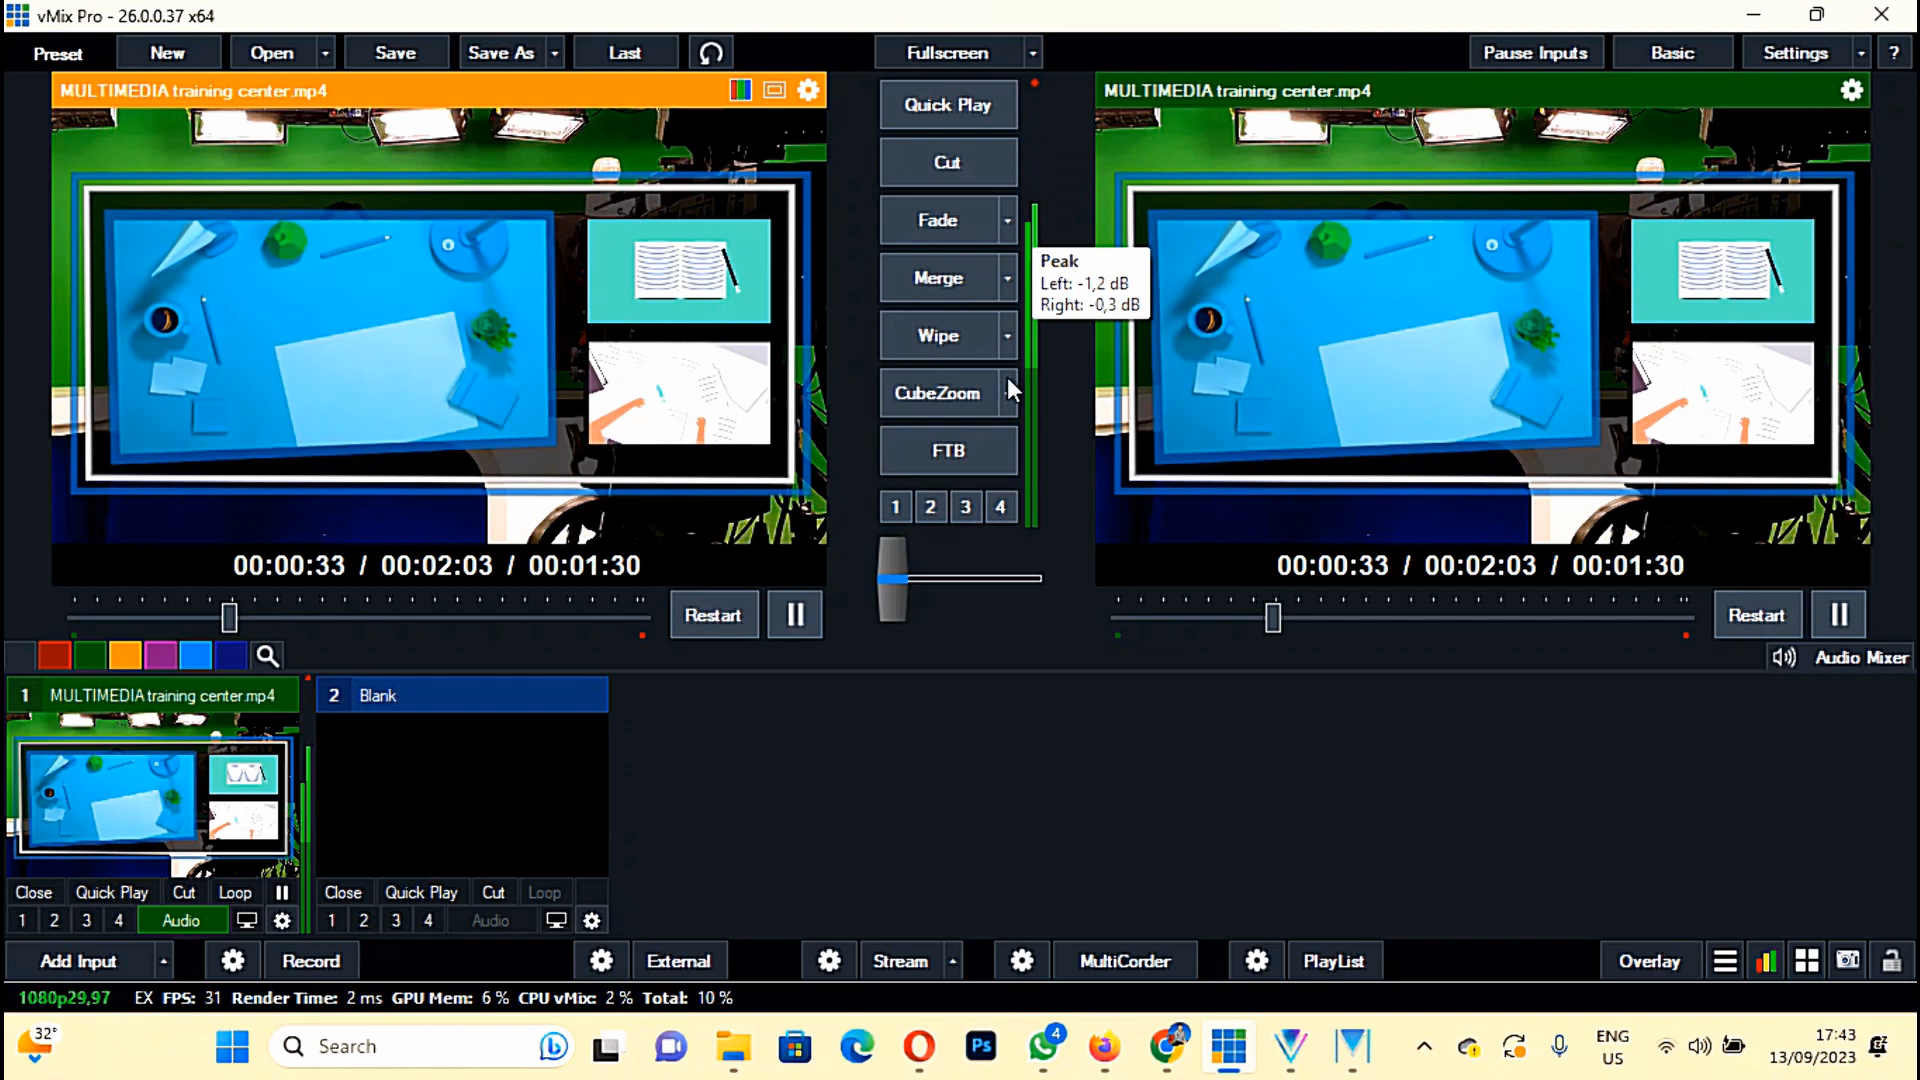 vMix Pro - 26.0.0.37 x64
Preset New Open Save Save As Last Fullscreen Pause Inputs Basic Settings ?
MULTIMEDIA training center.mp4
Quick Play
Cut
Fade
Merge
Wipe
CubeZoom
FTB
1 2 3 4
Peak
Left: -1,2 dB
Right: -0,3 dB
MULTIMEDIA training center.mp4
00:00:33 / 00:02:03 / 00:01:30
Restart
00:00:33 / 00:02:03 / 00:01:30
Restart
Audio Mixer
1 MULTIMEDIA training center.mp4
2 Blank
Close Quick Play Cut Loop
Close Quick Play Cut Loop
1 2 3 4 Audio
1 2 3 4 Audio
Add Input Record External Stream MultiCorder PlayList Overlay
1080p29,97 EX FPS: 31 Render Time: 2 ms GPU Mem: 6 % CPU vMix: 2 % Total: 10 %
32°
Search
Ps
4
ENG
US
17:43
13/09/2023